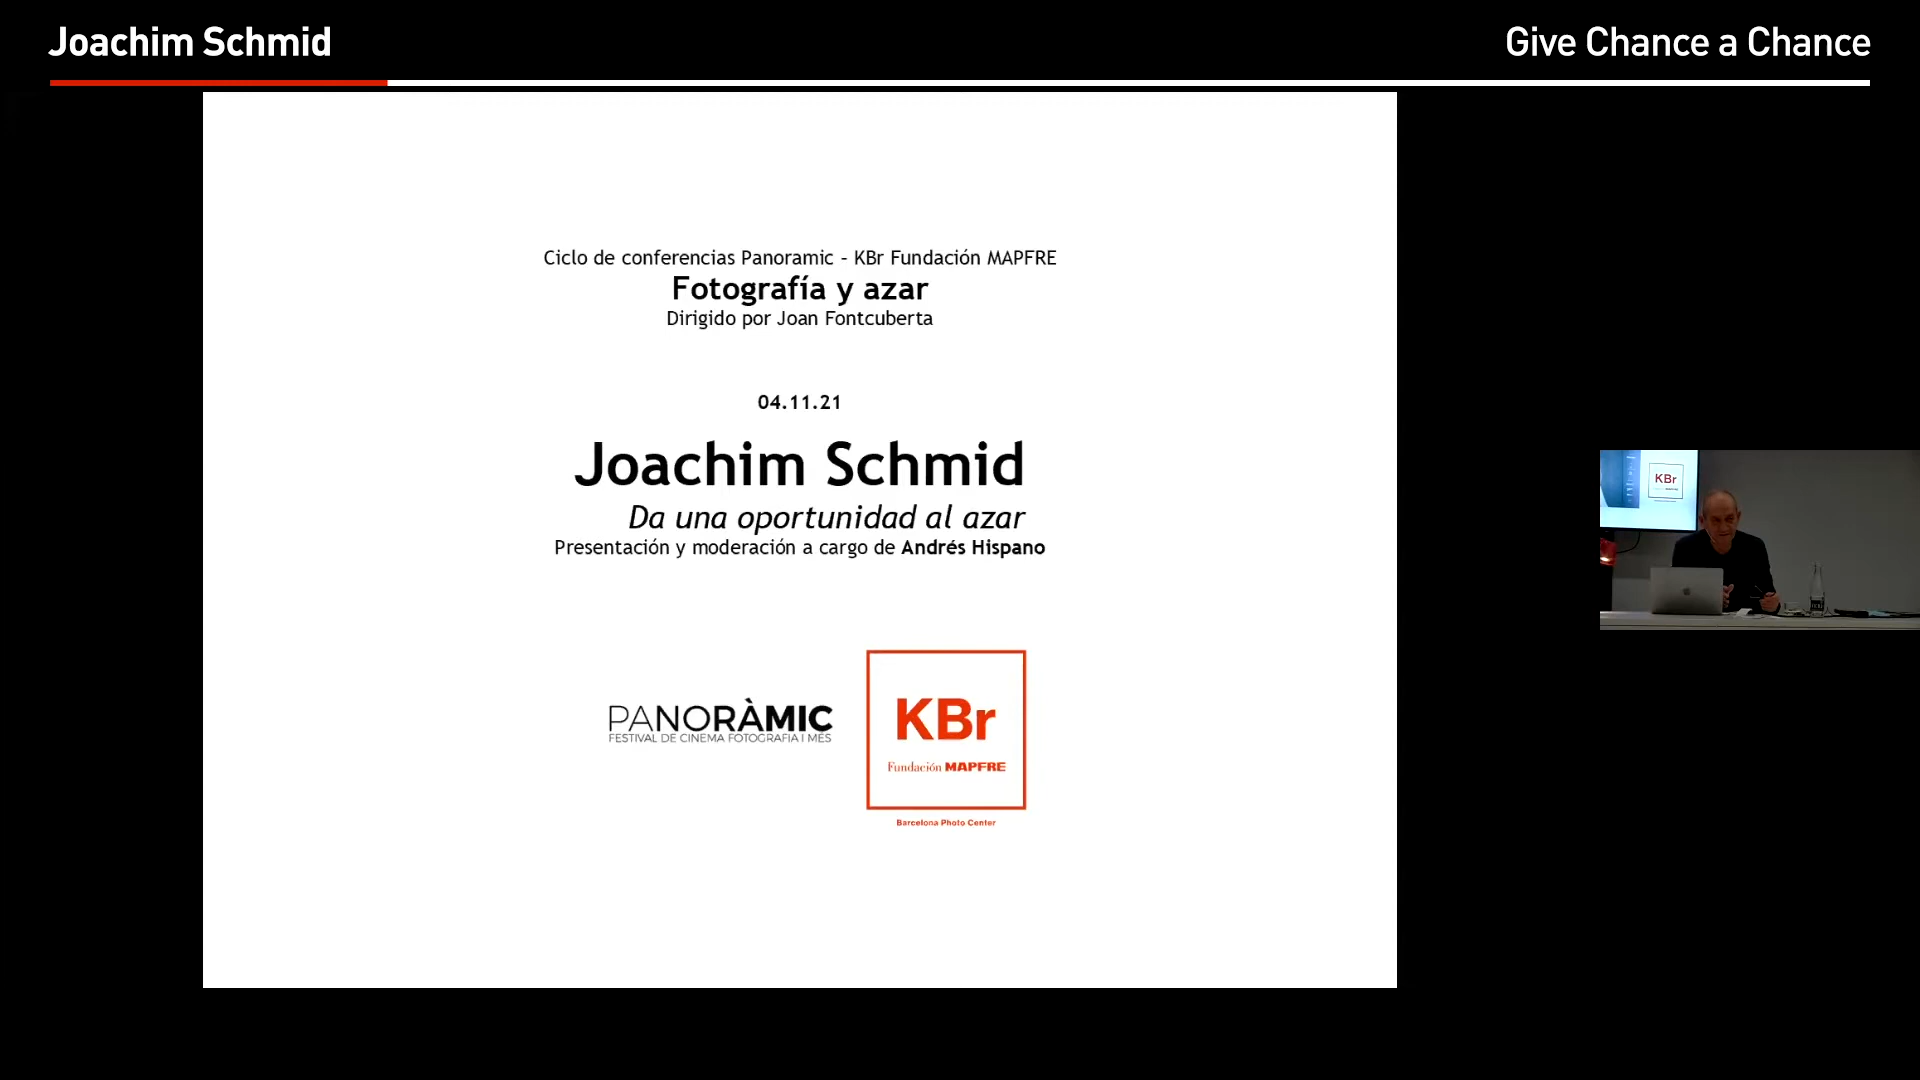 Joachim Schmid
Give Chance a Chance
Ciclo de conferencias Panoramic – KBr Fundación MAPFRE
Fotografía y azar
Dirigido por Joan Fontcuberta
04.11.21
Joachim Schmid
Da una oportunidad al azar
Presentación y moderación a cargo de Andrés Hispano
PANORÀMIC
FESTIVAL DE CINEMA FOTOGRAFIA I MÉS
KBr
Fundación MAPFRE
Barcelona Photo Center
KBr